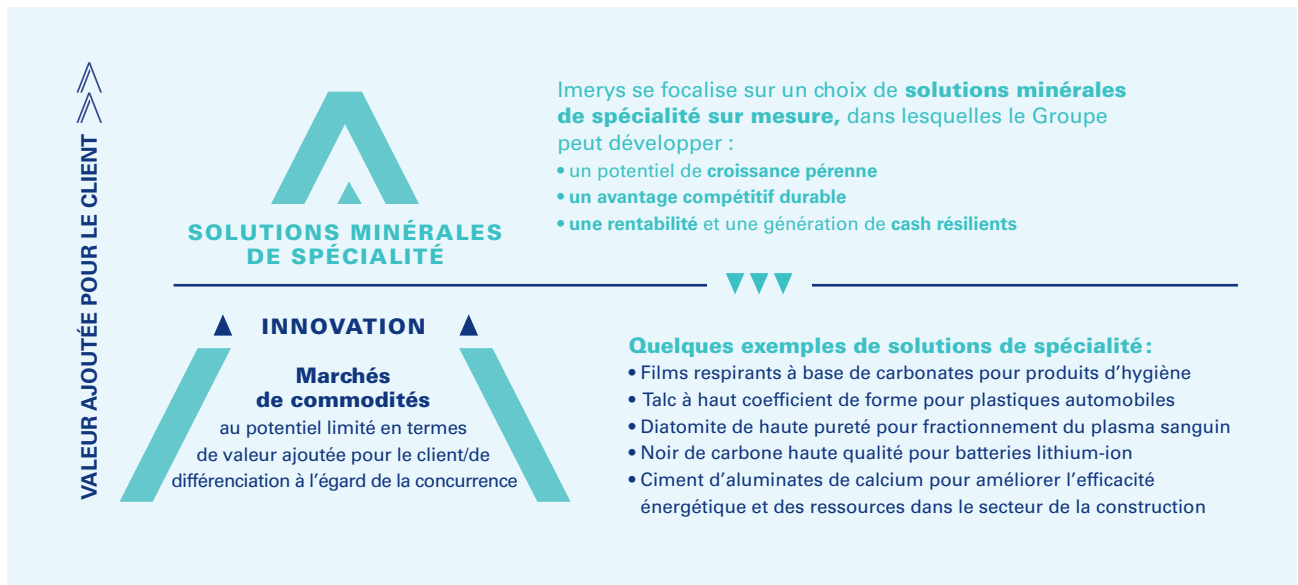 VALEUR AJOUTÉE POUR LE CLIENT
SOLUTIONS MINÉRALES
DE SPÉCIALITÉ
Imerys se focalise sur un choix de solutions minérales
de spécialité sur mesure, dans lesquelles le Groupe
peut développer :
• un potentiel de croissance pérenne
• un avantage compétitif durable
• une rentabilité et une génération de cash résilients
INNOVATION
Marchés
de commodités
au potentiel limité en termes
de valeur ajoutée pour le client/de
différenciation à l'égard de la concurrence
Quelques exemples de solutions de spécialité :
• Films respirants à base de carbonates pour produits d'hygiène
• Talc à haut coefficient de forme pour plastiques automobiles
• Diatomite de haute pureté pour fractionnement du plasma sanguin
• Noir de carbone haute qualité pour batteries lithium-ion
• Ciment d'aluminates de calcium pour améliorer l'efficacité
énergétique et des ressources dans le secteur de la construction